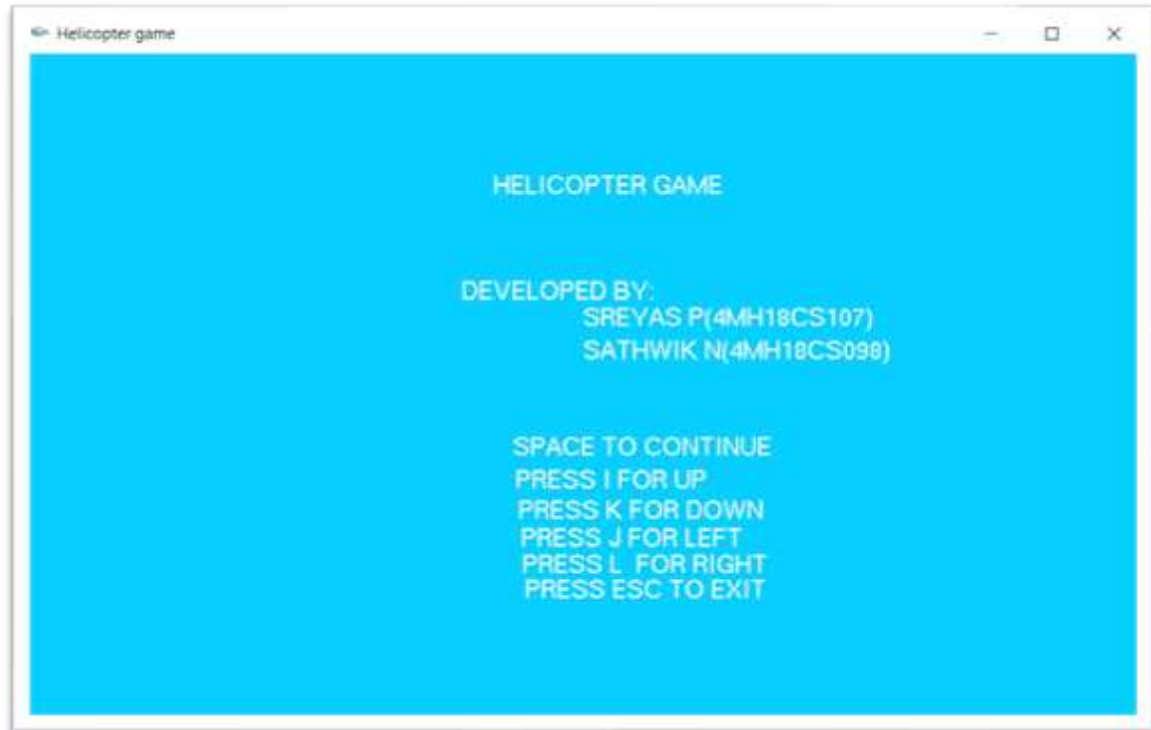 Helicopter game
HELICOPTER GAME
DEVELOPED BY:
SREYAS P(4MH18CS107)
SATHWIK N(4MH18CS098)
SPACE TO CONTINUE
PRESS I FOR UP
PRESS K FOR DOWN
PRESS J FOR LEFT
PRESS L  FOR RIGHT
PRESS ESC TO EXIT